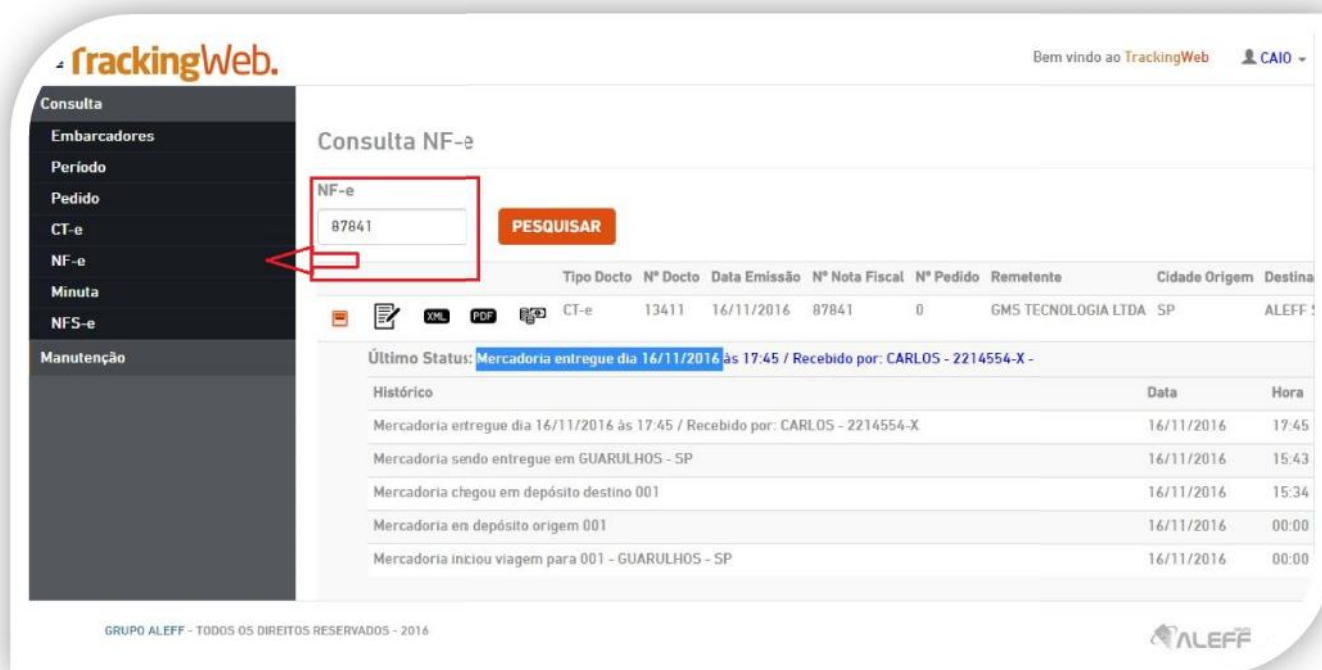 TrackingWeb.
Bem vindo ao TrackingWeb CAIO
Consulta
Embarcadores
Período
Pedido
CT-e
NF-e
Minuta
NFS-e
Manutenção
Consulta NF-e
NF-e
87841
PESQUISAR
Tipo Docto Nº Docto Data Emissão Nº Nota Fiscal Nº Pedido Remetente Cidade Origem Destina
XML PDF CT-e 13411 16/11/2016 87841 0 GMS TECNOLOGIA LTDA SP ALEFF
Último Status: Mercadoria entregue dia 16/11/2016 às 17:45 / Recebido por: CARLOS - 2214554-X -
Histórico Data Hora
Mercadoria entregue dia 16/11/2016 às 17:45 / Recebido por: CARLOS - 2214554-X 16/11/2016 17:45
Mercadoria sendo entregue em GUARULHOS - SP 16/11/2016 15:43
Mercadoria chegou em depósito destino 001 16/11/2016 15:34
Mercadoria en depósito origem 001 16/11/2016 00:00
Mercadoria iniciou viagem para 001 - GUARULHOS - SP 16/11/2016 00:00
GRUPO ALEFF - TODOS OS DIREITOS RESERVADOS - 2016
ALEFF